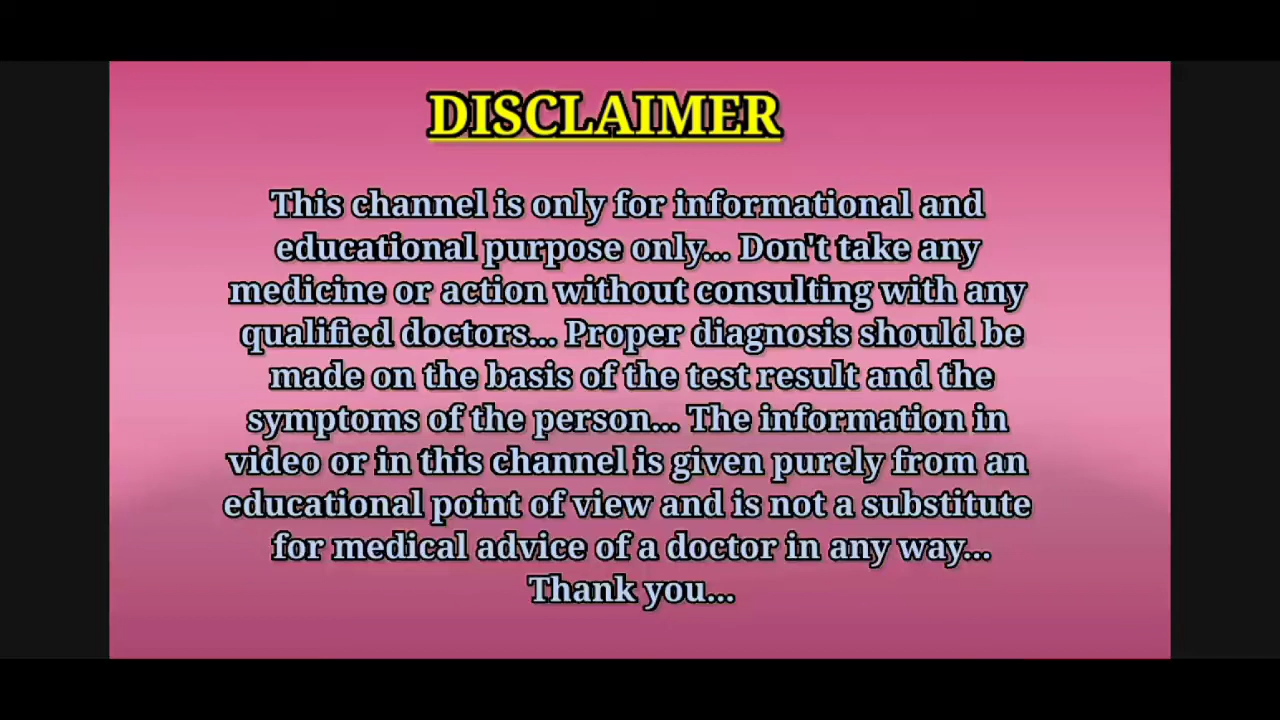 DISCLAIMER
This channel is only for informational and
educational purpose only... Don't take any
medicine or action without consulting with any
qualified doctors... Proper diagnosis should be
made on the basis of the test result and the
symptoms of the person... The information in
video or in this channel is given purely from an
educational point of view and is not a substitute
for medical advice of a doctor in any way...
Thank you...